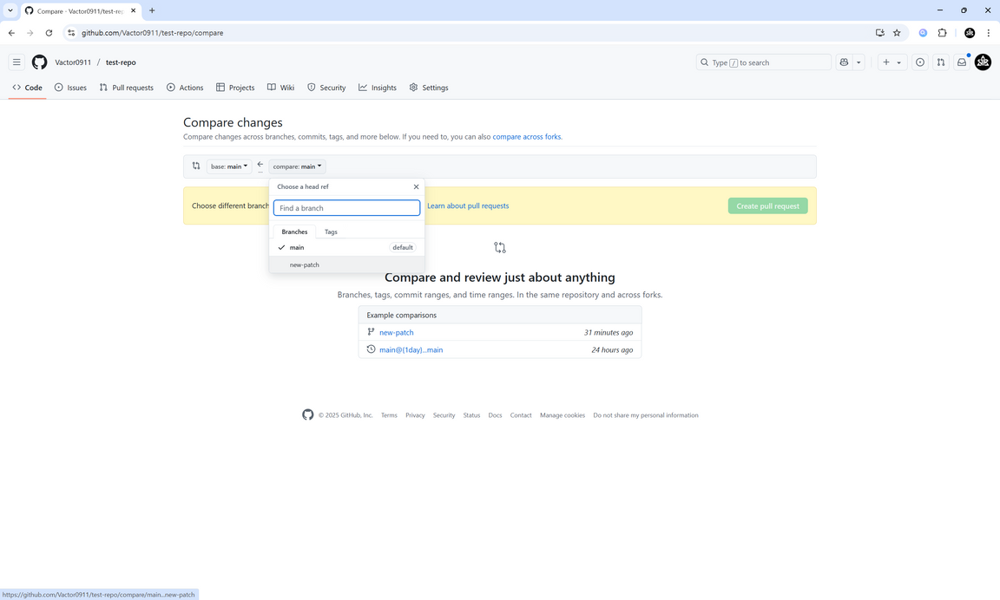 Compare · Vactor0911/test-rep
github.com/Vactor0911/test-repo/compare
Vactor0911 / test-repo
Type / to search
Code Issues Pull requests Actions Projects Wiki Security Insights Settings
Compare changes
Compare changes across branches, commits, tags, and more below. If you need to, you can also compare across forks.
base: main compare: main
...
Choose a head ref
Choose different branch Learn about pull requests Create pull request
Find a branch
Branches Tags
main default
new-patch
Compare and review just about anything
Branches, tags, commit ranges, and time ranges. In the same repository and across forks.
Example comparisons
new-patch 31 minutes ago
main@{1day}...main 24 hours ago
© 2025 GitHub, Inc. Terms Privacy Security Status Docs Contact Manage cookies Do not share my personal information
https://github.com/Vactor0911/test-repo/compare/main...new-patch